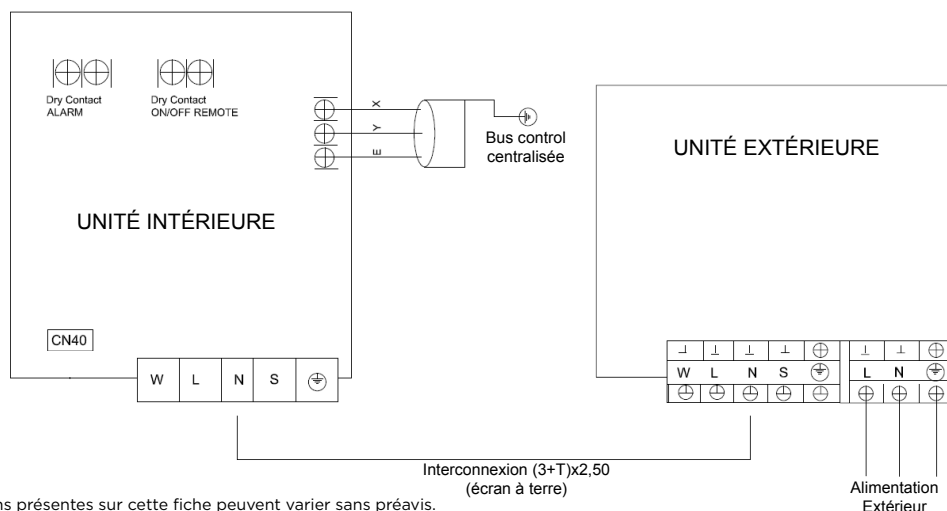 Dry Contact
ALARM
Dry Contact
ON/OFF REMOTE
X
Y
E
Bus control
centralisée
UNITÉ INTÉRIEURE
UNITÉ EXTÉRIEURE
CN40
W L N S
W L N S L N
Interconnexion (3+T)x2,50
(écran à terre)
Alimentation
Extérieur
présentes sur cette fiche peuvent varier sans préavis.